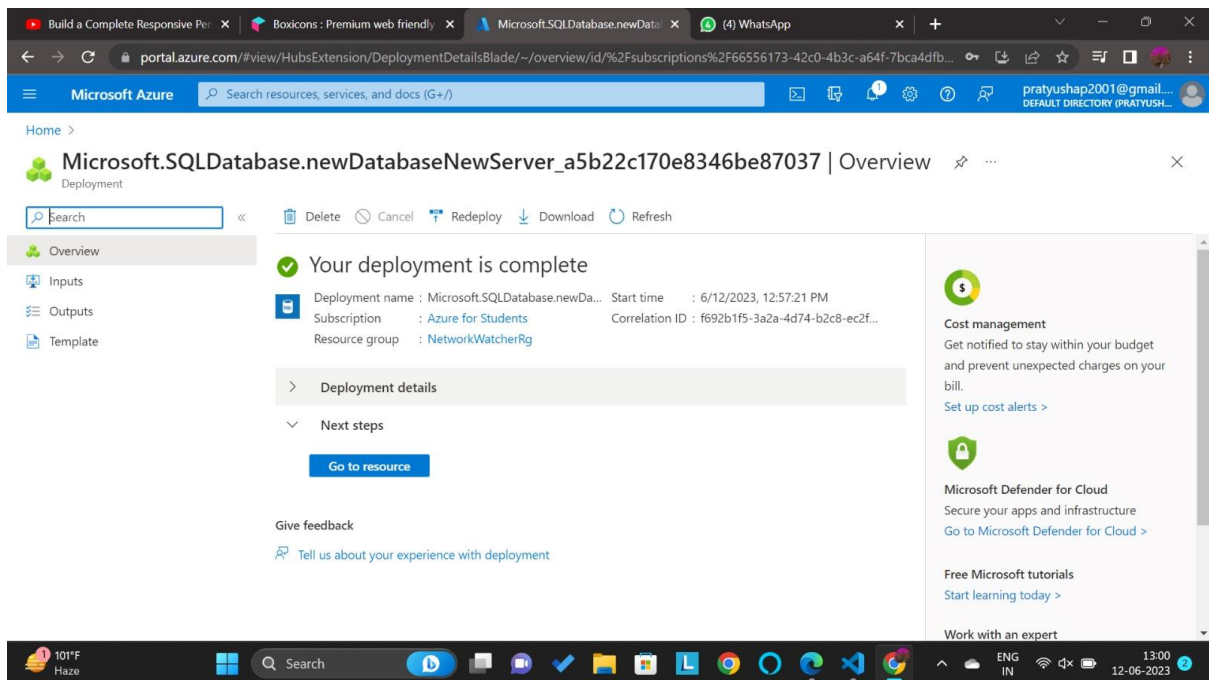 Build a Complete Responsive Per
Boxicons : Premium web friendly
Microsoft.SQLDatabase.newData
(4) WhatsApp
portal.azure.com/#view/HubsExtension/DeploymentDetailsBlade/~/overview/id/%2Fsubscriptions%2F66556173-42c0-4b3c-a64f-7bca4dfb...
Microsoft Azure
Search resources, services, and docs (G+/)
1
pratyushap2001@gmail....
DEFAULT DIRECTORY (PRATYUSH...
Home >
Microsoft.SQLDatabase.newDatabaseNewServer_a5b22c170e8346be87037 | Overview
Deployment
Search
Delete Cancel Redeploy Download Refresh
Overview
Inputs
Outputs
Template
Your deployment is complete
Deployment name : Microsoft.SQLDatabase.newDa... Start time : 6/12/2023, 12:57:21 PM
Subscription : Azure for Students Correlation ID : f692b1f5-3a2a-4d74-b2c8-ec2f...
Resource group : NetworkWatcherRg
Deployment details
Next steps
Go to resource
Give feedback
Tell us about your experience with deployment
Cost management
Get notified to stay within your budget
and prevent unexpected charges on your
bill.
Set up cost alerts >
Microsoft Defender for Cloud
Secure your apps and infrastructure
Go to Microsoft Defender for Cloud >
Free Microsoft tutorials
Start learning today >
Work with an expert
1
101°F
Haze
Search
ENG
IN
13:00
12-06-2023
2